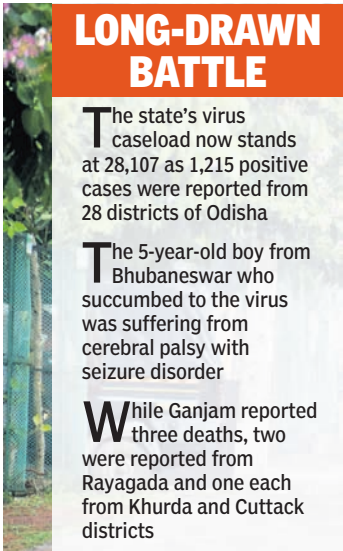 LONG-DRAWN
BATTLE
The state's virus
caseload now stands
at 28,107 as 1,215 positive
cases were reported from
28 districts of Odisha
The 5-year-old boy from
Bhubaneswar who
succumbed to the virus
was suffering from
cerebral palsy with
seizure disorder
While Ganjam reported
three deaths, two
were reported from
Rayagada and one each
from Khurda and Cuttack
districts